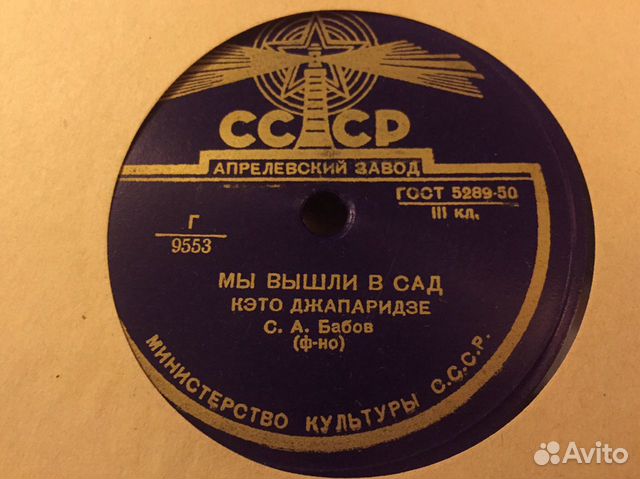 СССР
АПРЕЛЕВСКИЙ ЗАВОД
ГОСТ 5289-50
III кл.
Г
9553
МЫ ВЫШЛИ В САД
КЭТО ДЖАПАРИДЗЕ
С. А. Бабов
(ф-но)
МИНИСТЕРСТВО КУЛЬТУРЫ С.С.С.Р.
Avito